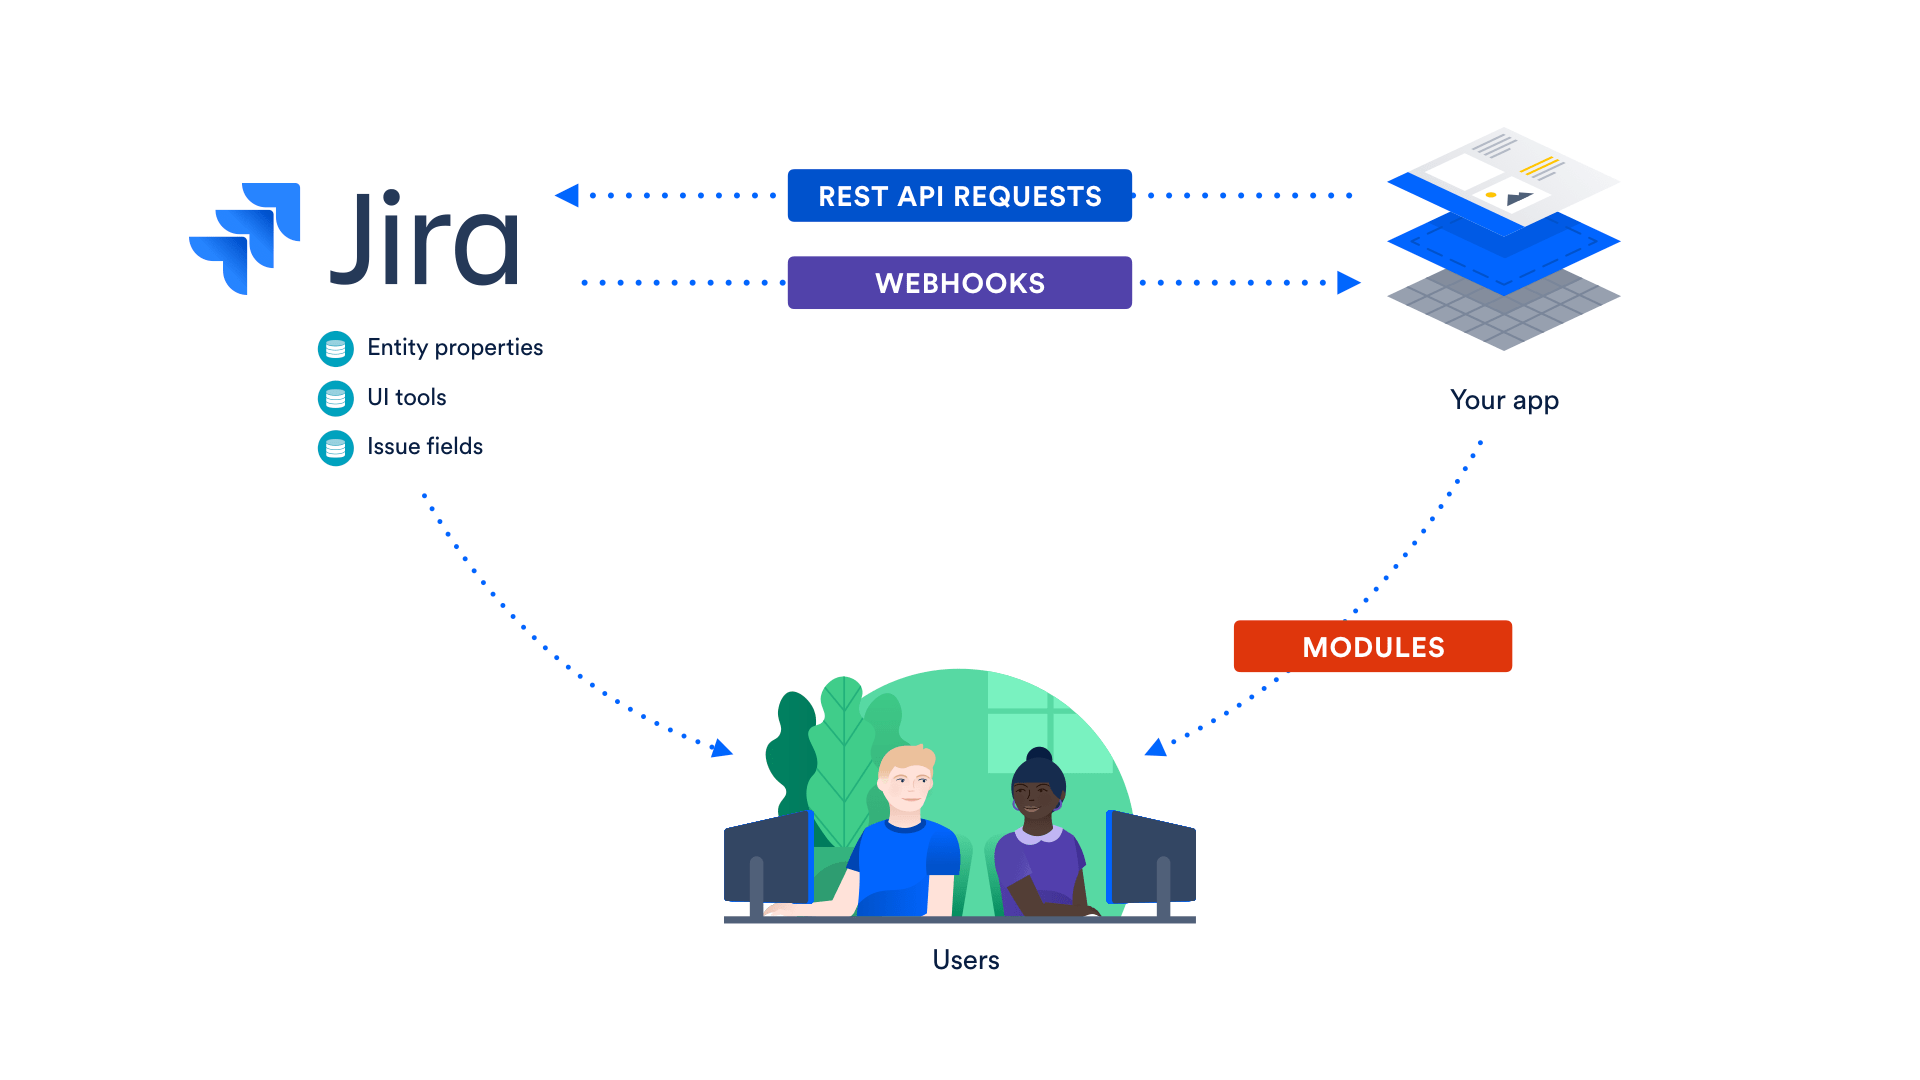 Jira
REST API REQUESTS
WEBHOOKS
Entity properties
UI tools
Issue fields
Your app
MODULES
Users